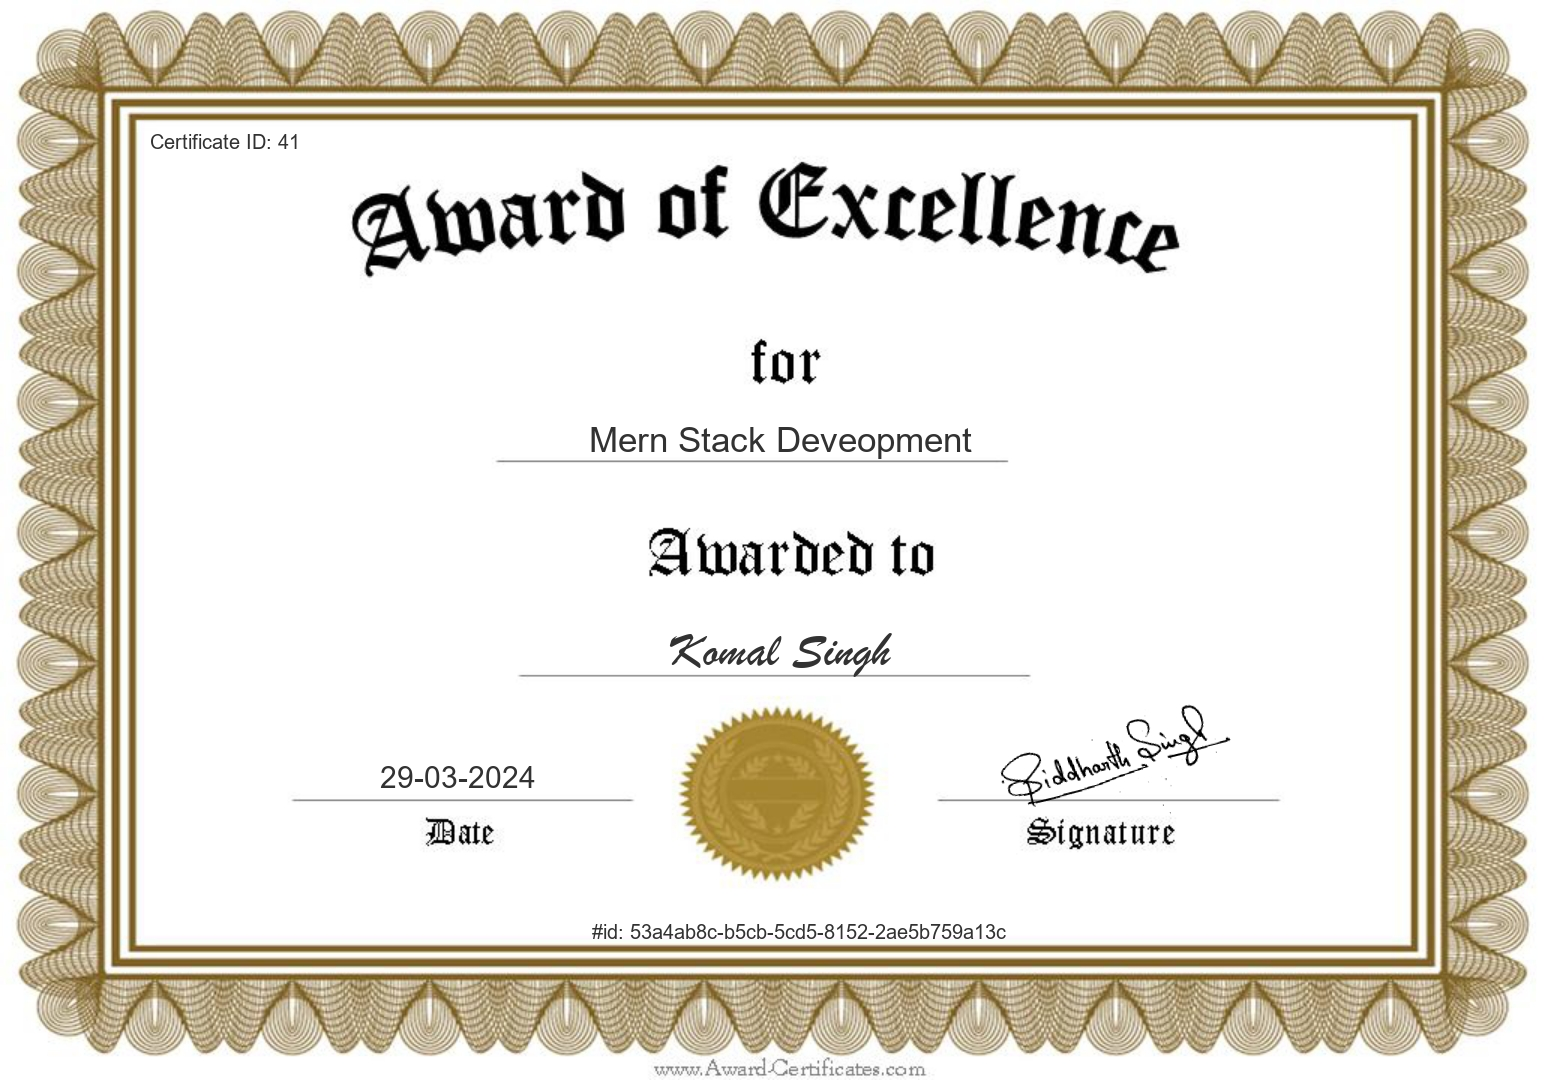 Certificate ID: 41
Award of Excellence
for
Mern Stack Deveopment
Awarded to
Komal Singh
29-03-2024
Siddharth Singh
Date
Signature
#id: 53a4ab8c-b5cb-5cd5-8152-2ae5b759a13c
www.Award-Certificates.com